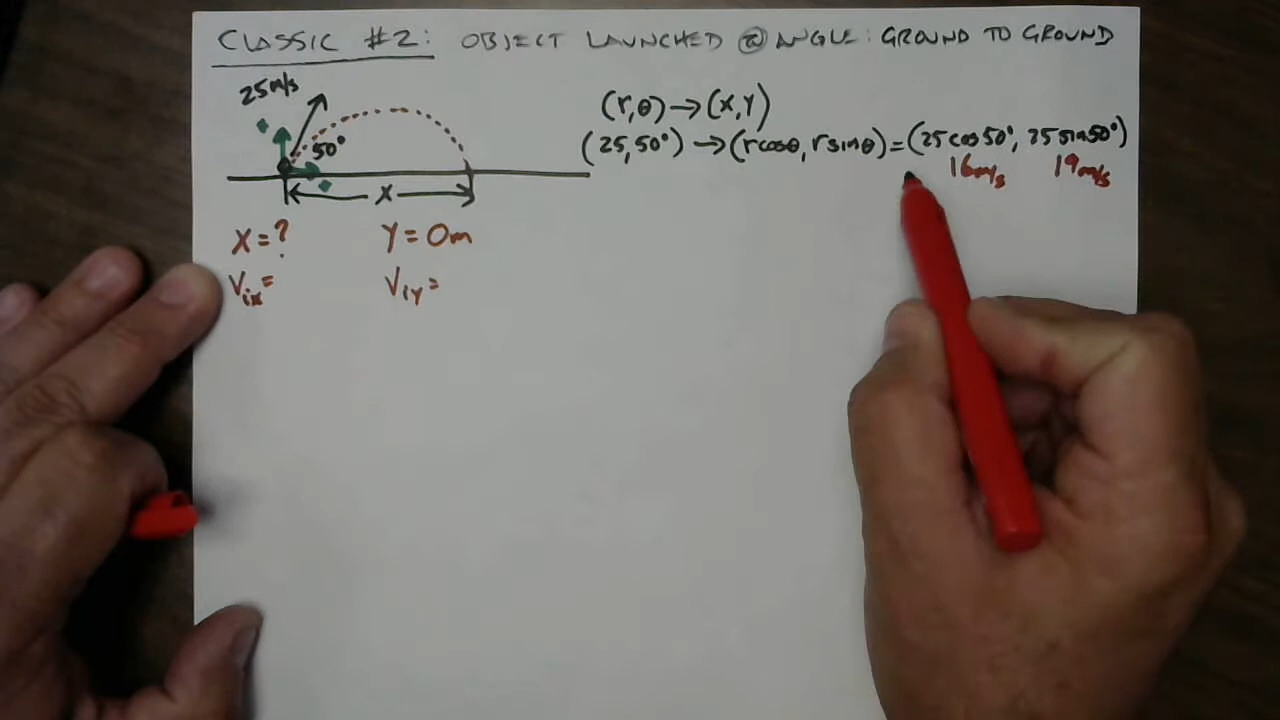 CLASSIC #2: OBJECT LAUNCHED @ ANGLE: GROUND TO GROUND
25m/s
50°
X
(r,θ)→(X,Y)
(25,50°)→(rcosθ,rsinθ)=(25cos50°,25sin50°)
16m/s 19m/s
X=? Y=0m
Vix= Viy=